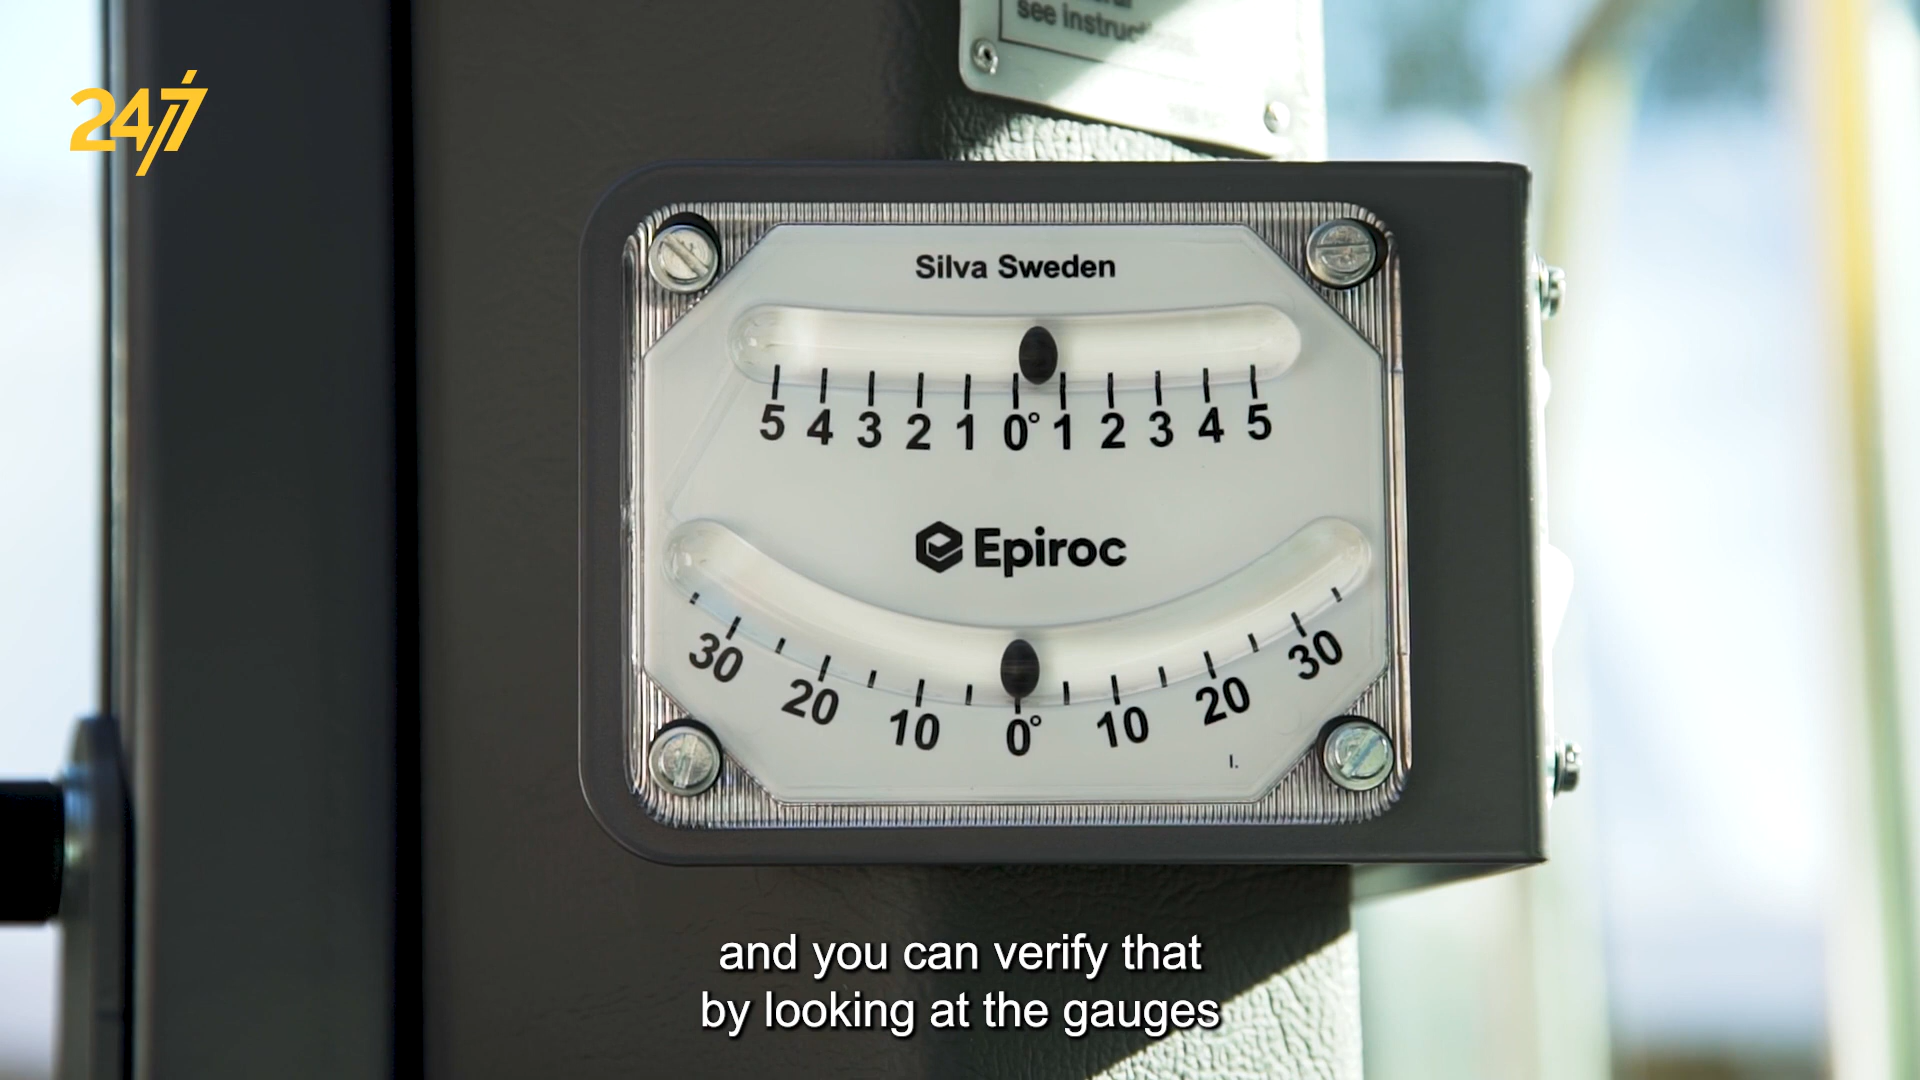 see instruc
24/7
Silva Sweden
5 4 3 2 1 0° 1 2 3 4 5
Epiroc
30 20 10 0° 10 20 30
I.
and you can verify that
by looking at the gauges